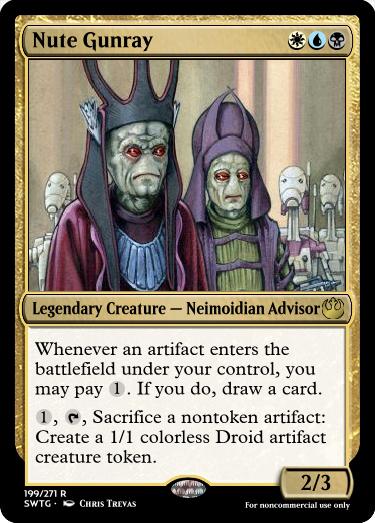 Nute Gunray
Legendary Creature — Neimoidian Advisor
Whenever an artifact enters the
battlefield under your control, you
may pay 1. If you do, draw a card.
1, , Sacrifice a nontoken artifact:
Create a 1/1 colorless Droid artifact
creature token.
2/3
199/271 R
SWTG · Chris Trevas
For noncommercial use only